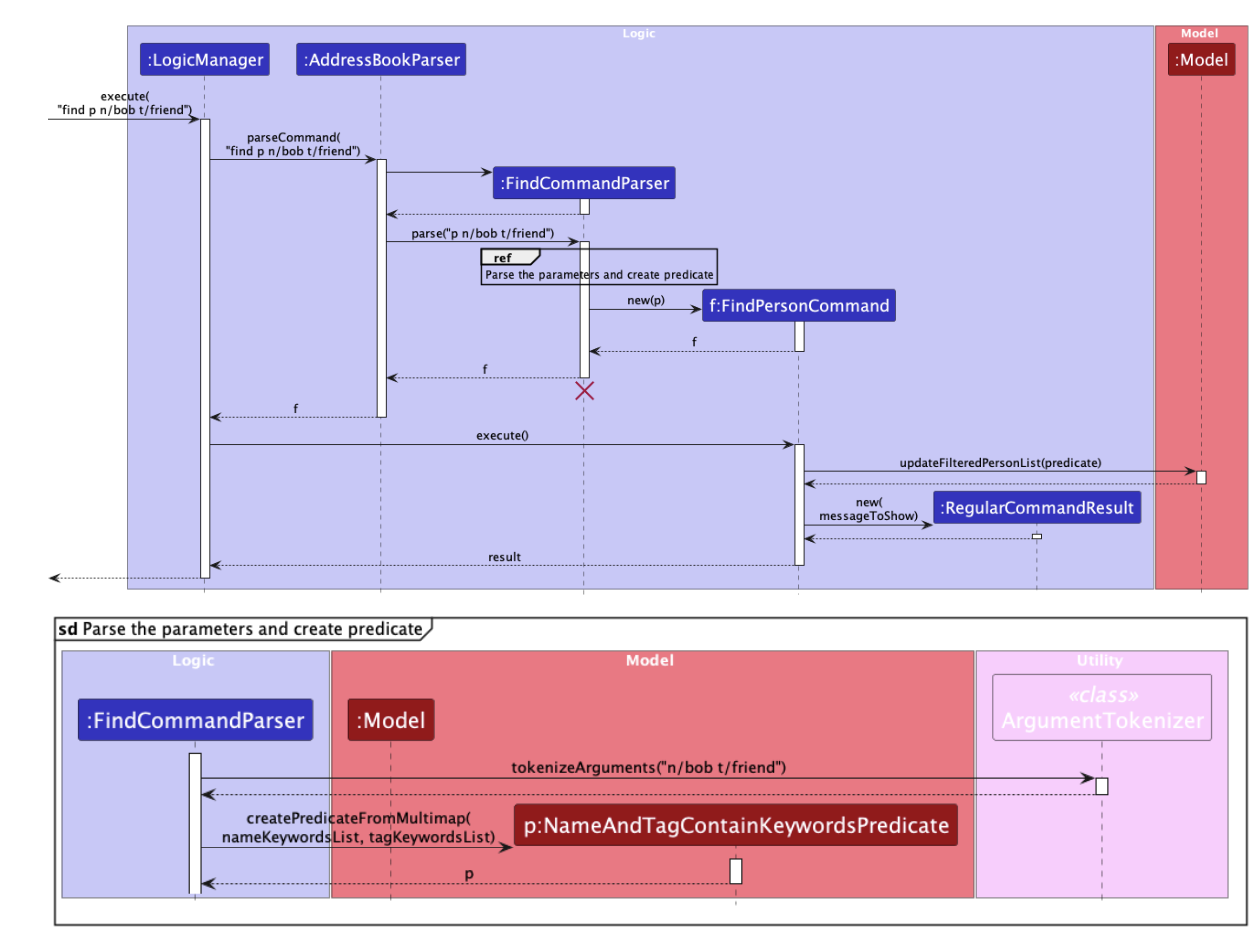 Logic
Model
:LogicManager
:AddressBookParser
:Model
execute(
"find p n/bob t/friend")
parseCommand(
"find p n/bob t/friend")
:FindCommandParser
parse("p n/bob t/friend")
ref
Parse the parameters and create predicate
new(p)
f:FindPersonCommand
f
f
f
execute()
updateFilteredPersonList(predicate)
new(
messageToShow)
:RegularCommandResult
result
sd Parse the parameters and create predicate
Logic
Model
Utility
:FindCommandParser
:Model
«class»
ArgumentTokenizer
tokenizeArguments("n/bob t/friend")
createPredicateFromMultimap(
nameKeywordsList, tagKeywordsList)
p:NameAndTagContainKeywordsPredicate
p